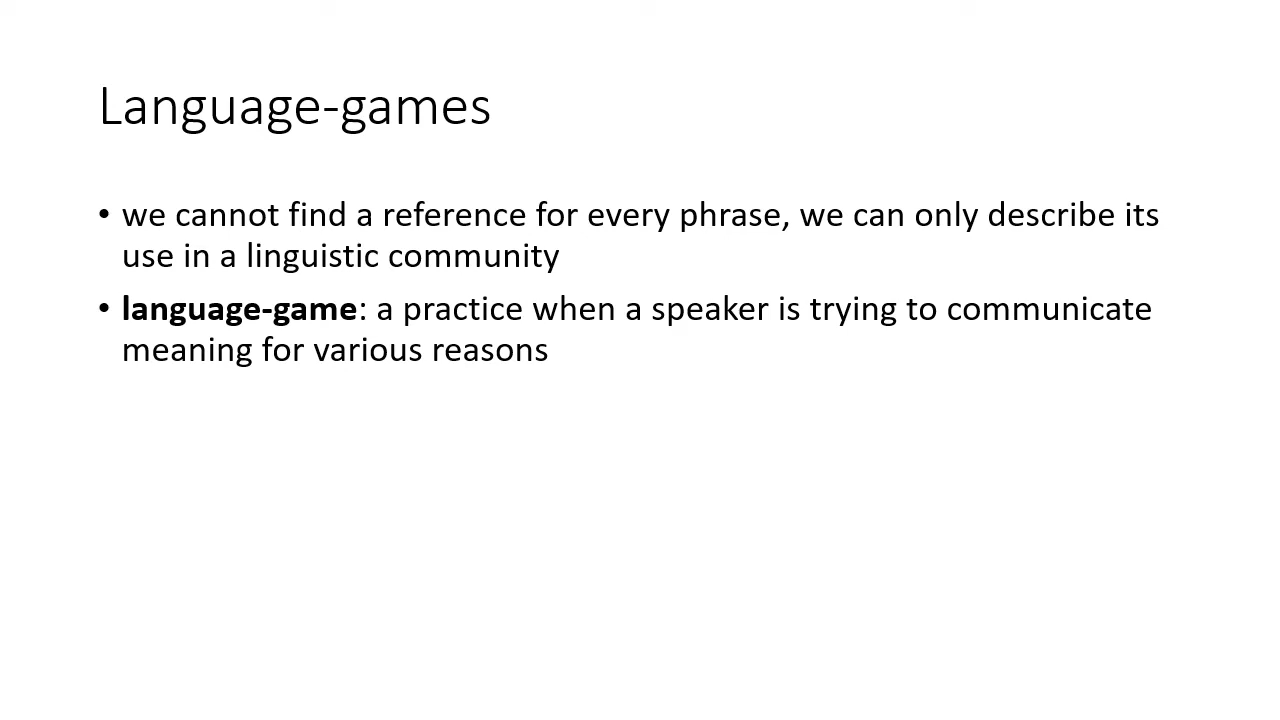 Language-games
• we cannot find a reference for every phrase, we can only describe its
use in a linguistic community
• language-game: a practice when a speaker is trying to communicate
meaning for various reasons